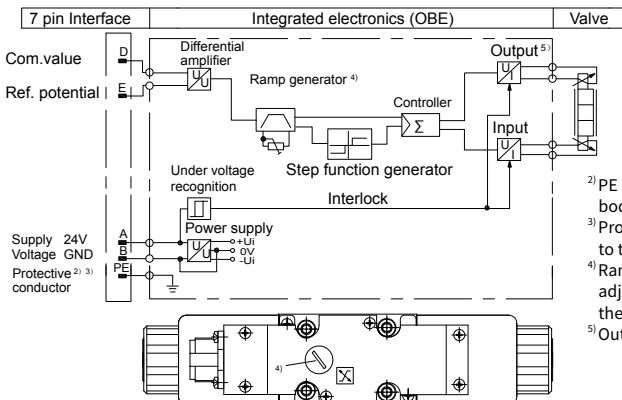 7 pin Interface
Integrated electronics (OBE)
Valve
Com.value
D
Differential
amplifier
Output 5)
U
U
U
I
Ref. potential
E
Ramp generator 4)
Controller
Σ
Input
U
I
Step function generator
Under voltage
recognition
Interlock
Power supply
Supply 24V
A
Voltage GND
B
U
U
+Ui
0V
-Ui
Protective 2) 3)
conductor
PE
2) PE
3) Pro
to t
4) Ran
adj
the
5) Out
4)